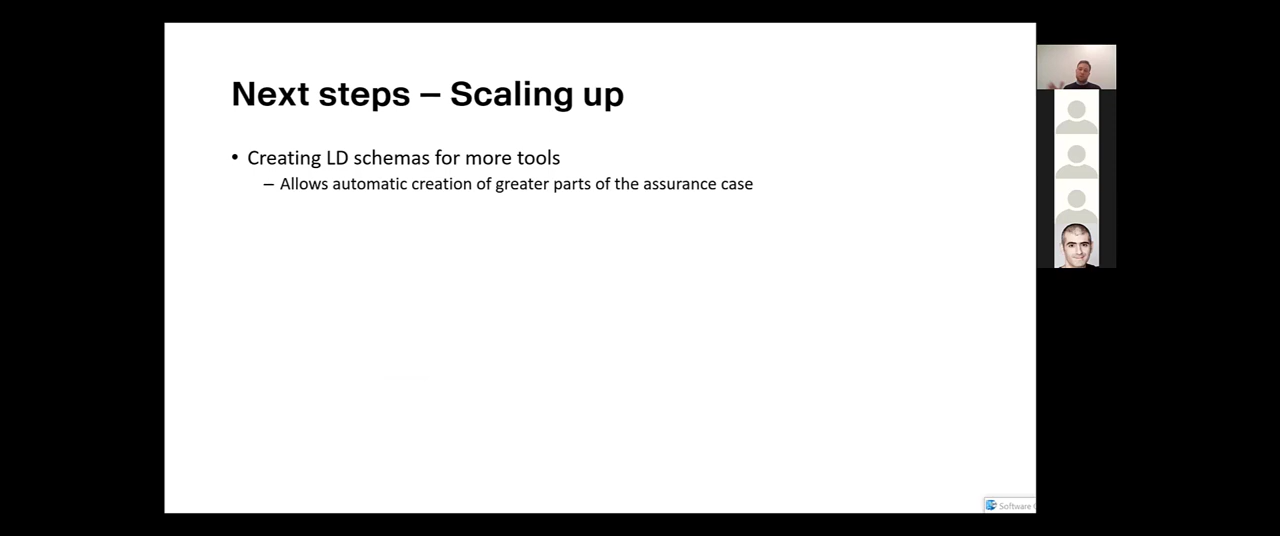 Next steps – Scaling up
• Creating LD schemas for more tools
– Allows automatic creation of greater parts of the assurance case
Software